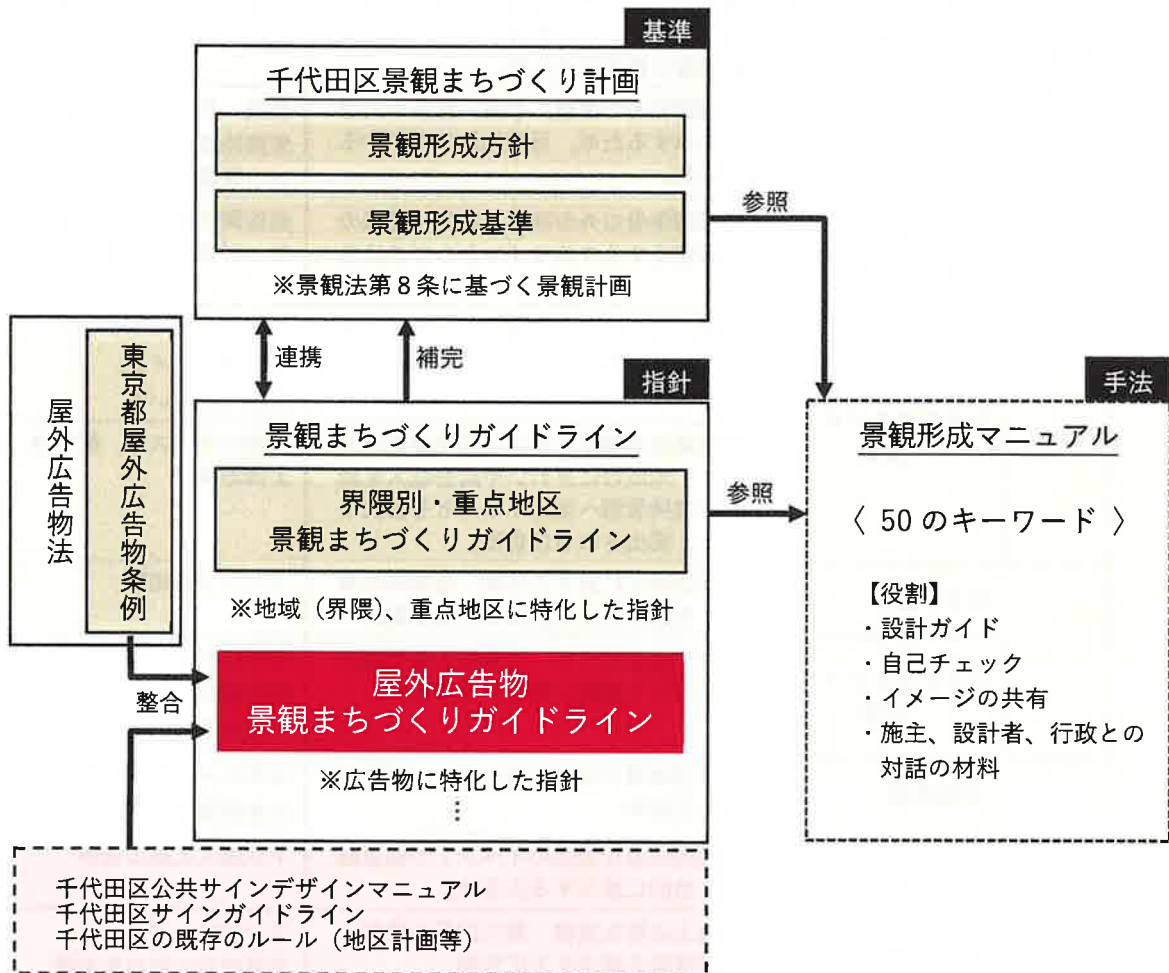 基準
千代田区景観まちづくり計画
景観形成方針
景観形成基準
※景観法第8条に基づく景観計画
参照
連携
補完
屋外広告物法
東京都屋外広告物条例
整合
指針
景観まちづくりガイドライン
界隈別・重点地区
景観まちづくりガイドライン
※地域（界隈）、重点地区に特化した指針
屋外広告物
景観まちづくりガイドライン
※広告物に特化した指針
⋮
参照
手法
景観形成マニュアル
〈 50 のキーワード 〉
【役割】
・設計ガイド
・自己チェック
・イメージの共有
・施主、設計者、行政との
対話の材料
千代田区公共サインデザインマニュアル
千代田区サインガイドライン
千代田区の既存のルール（地区計画等）